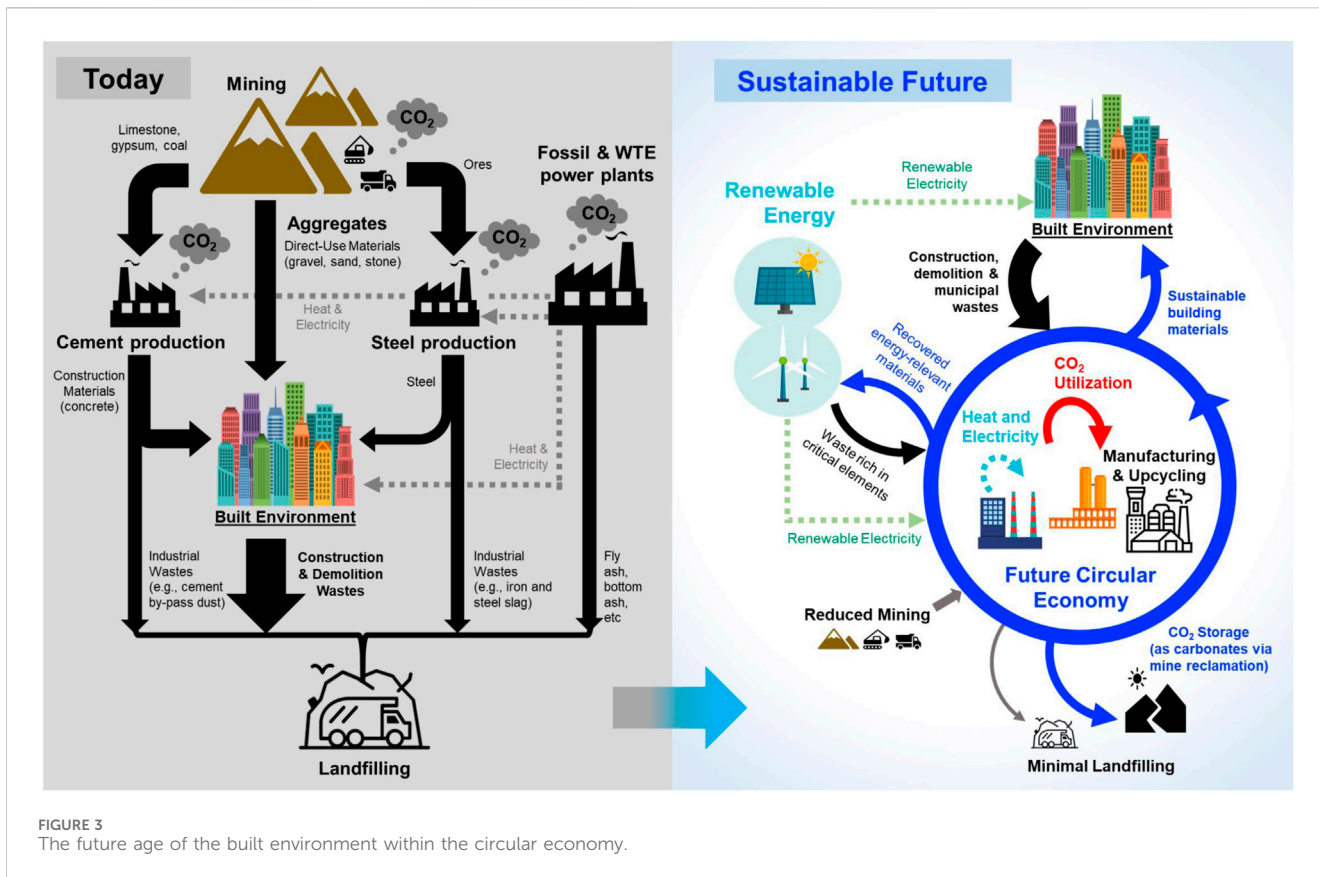 Today
Mining
CO2
Limestone,
gypsum, coal
Ores
Fossil & WTE
power plants
CO2
CO2
CO2
Aggregates
Direct-Use Materials
(gravel, sand, stone)
Heat &
Electricity
Cement production
Steel production
Construction
Materials
(concrete)
Steel
Heat &
Electricity
Built Environment
Industrial
Wastes
(e.g., cement
by-pass dust)
Construction
& Demolition
Wastes
Industrial
Wastes
(e.g., iron and
steel slag)
Fly
ash,
bottom
ash,
etc
Landfilling
Sustainable Future
Renewable
Electricity
Renewable
Energy
Built Environment
Construction,
demolition &
municipal
wastes
Sustainable
building
materials
Recovered
energy-relevant
materials
Waste rich in
critical elements
CO2
Utilization
Heat and
Electricity
Manufacturing
& Upcycling
Renewable Electricity
Future Circular
Economy
Reduced Mining
CO2 Storage
(as carbonates via
mine reclamation)
Minimal Landfilling
FIGURE 3
The future age of the built environment within the circular economy.